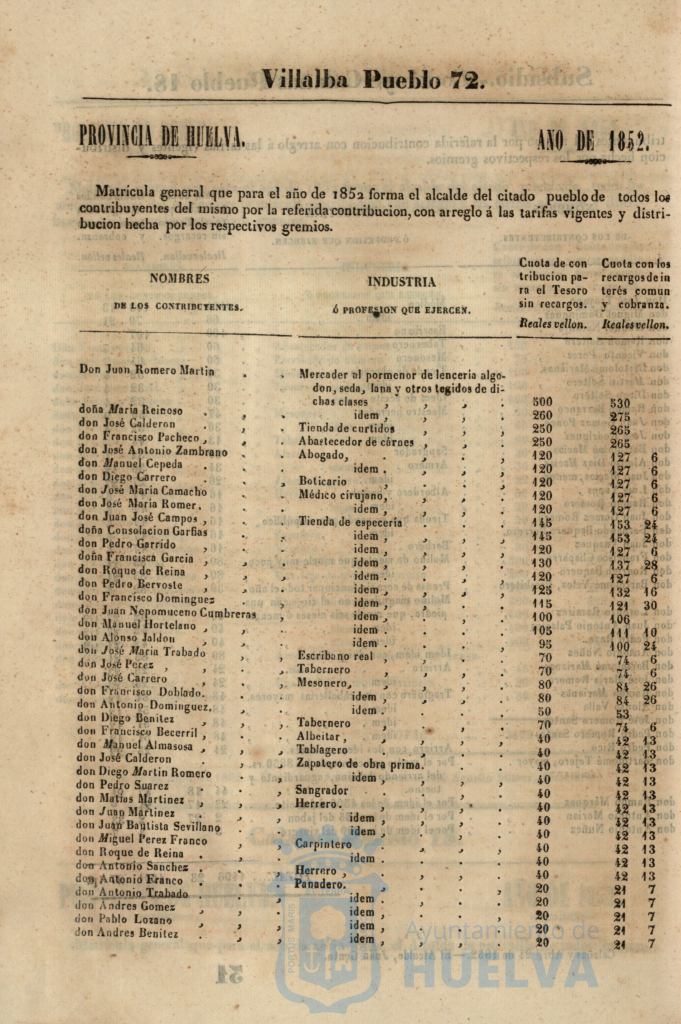 Villalba Pueblo 72.
PROVINCIA DE HUELVA. AÑO DE 1852.
Matrícula general que para el año de 1852 forma el alcalde del citado pueblo de todos los
contribuyentes del mismo por la referida contribucion, con arreglo á las tarifas vigentes y distri-
bucion hecha por los respectivos gremios.
NOMBRES
DE LOS CONTRIBUYENTES.
INDUSTRIA
ó PROFESION QUE EJERCEN.
Cuota de con
tribucion pa-
ra el Tesoro
sin recargos.
Reales vellon.
Cuota con los
recargos de in
terés comun
y cobranza.
Reales vellon.
Don Juan Romero Martin . . Mercader al pormenor de lencería algo-
don, seda, lana y otros tegidos de di-
chas clases , , , . 500 530
doña María Reinoso . . idem , , , . 260 275
don José Calderon . . Tienda de curtidos , , , 250 265
don Francisco Pacheco , . Abastecedor de cárnes , , . 250 265
don José Antonio Zambrano . Abogado, . , , . 120 127 6
don Manuel Cepeda . . idem . , , . 120 127 6
don Diego Carrero . , Boticario , , , . 120 127 6
don José María Camacho . . Médico cirujano, , , . 120 127 6
don José María Romer. . . idem , , , . 120 127 6
don Juan José Campos , . Tienda de especería . . . 145 153 24
doña Consolacion Garfias . . idem , . . . 145 153 24
don Pedro Garrido , . idem , . . . 120 127 6
doña Francisca Garcia , . idem , . . . 130 137 28
don Roque de Reina , . idem , . . . 120 127 6
don Pedro Bervoste , . idem , . . . 125 132 16
don Francisco Dominguez . . idem , . . . 115 121 30
don Juan Nepomuceno Cumbreras . idem , . . . 100 106
don Manuel Hortelano , . idem . . . . 105 111 10
don Alonso Jaldon . , idem . . . . 95 100 24
don José Maria Trabado . , Escribano real , , , . 70 74 6
don José Perez , , . , Tabernero , , , . 70 74 6
don José Carrero . , Mesonero, , , , . 80 84 26
don Francisco Doblado. . , idem , , , . 80 84 26
don Antonio Dominguez. . , idem . , , . 50 53
don Diego Benitez , . , Tabernero , . . . 70 74 6
don Francisco Becerril , . , Albeitar , , , , . 40 42 13
don Manuel Almasosa , . , Tablagero , , , . 40 42 13
don José Calderon . . , Zapatero de obra prima. , . 40 42 13
don Diego Martin Romero . , idem , , , . 40 42 13
don Pedro Suarez . . , Sangrador , , , . 40 42 13
don Matias Martinez , . , Herrero. , , , . 40 42 13
don Juan Martinez . , idem , , , . 40 42 13
don Juan Bautista Sevillano . , idem , , , . 40 42 13
don Miguel Perez Franco . , Carpintero , , , . 40 42 13
don Roque de Reina . . , idem . , , . 40 42 13
don Antonio Sanchez . . , Herrero , , , , . 40 42 13
don Antonio Franco . . , Panadero. , , , . 20 21 7
don Antonio Trabado . . , idem , , , . 20 21 7
don Andres Gomez , , . idem , . , . 20 21 7
don Pablo Lozano , , . idem , . , . 20 21 7
don Andres Benitez . , , idem , . , . 20 21 7
PORTUS MARIS
Ayuntamiento de
HUELVA